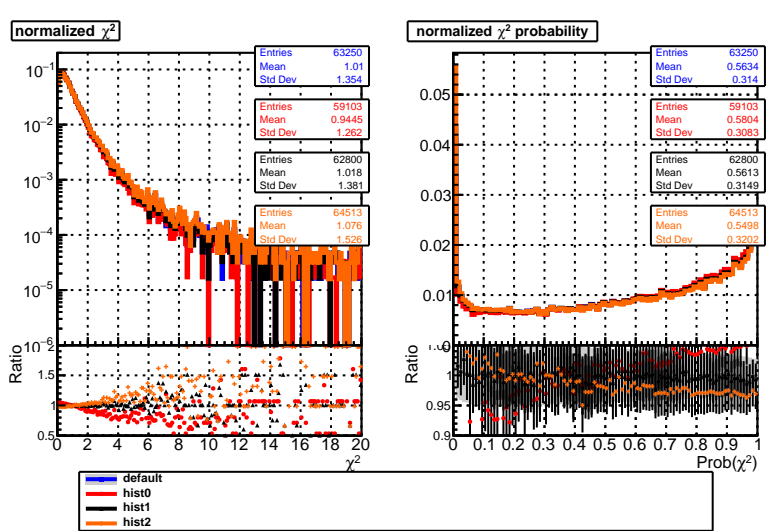 normalized χ²
10⁻¹
10⁻²
10⁻³
10⁻⁴
10⁻⁵
10⁻⁶
Entries 63250
Mean 1.01
Std Dev 1.354
Entries 59103
Mean 0.9445
Std Dev 1.262
Entries 62800
Mean 1.018
Std Dev 1.381
Entries 64513
Mean 1.076
Std Dev 1.526
Ratio
2
1.5
1
0.5
0 2 4 6 8 10 12 14 16 18 20
χ²
normalized χ² probability
0.05
0.04
0.03
0.02
0.01
Entries 63250
Mean 0.5634
Std Dev 0.314
Entries 59103
Mean 0.5804
Std Dev 0.3083
Entries 62800
Mean 0.5613
Std Dev 0.3149
Entries 64513
Mean 0.5498
Std Dev 0.3202
Ratio
1
0.95
0.9
0 0.1 0.2 0.3 0.4 0.5 0.6 0.7 0.8 0.9 1
Prob(χ²)
default
hist0
hist1
hist2